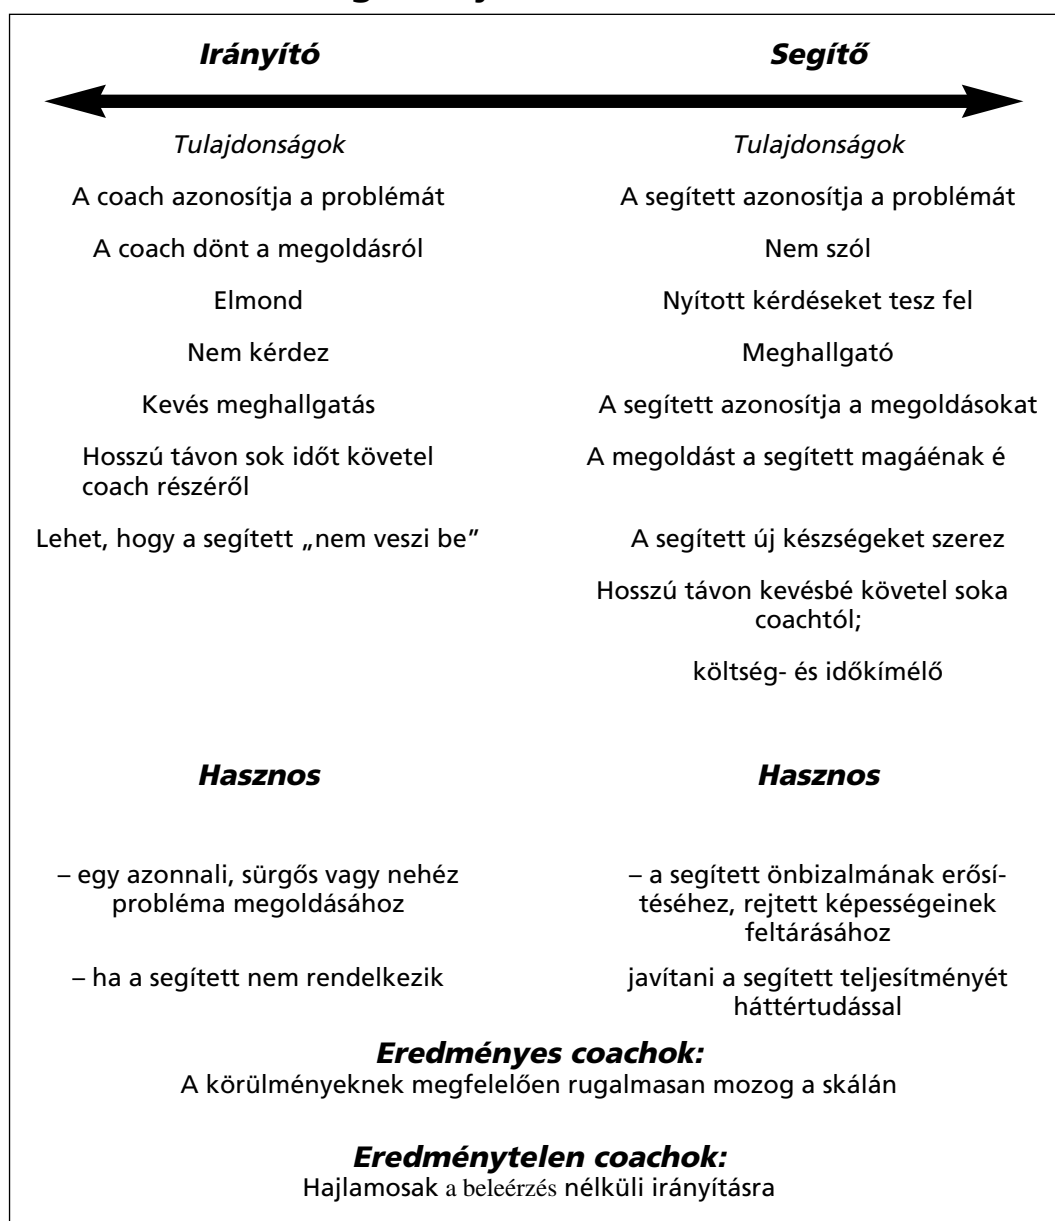 Irányító
Segítő
Tulajdonságok
Tulajdonságok
A coach azonosítja a problémát
A segített azonosítja a problémát
A coach dönt a megoldásról
Nem szól
Elmond
Nyított kérdéseket tesz fel
Nem kérdez
Meghallgató
Kevés meghallgatás
A segített azonosítja a megoldásokat
Hosszú távon sok időt követel
coach részéről
A megoldást a segített magáénak é
Lehet, hogy a segített „nem veszi be”
A segített új készségeket szerez
Hosszú távon kevésbé követel soka
coachtól;
költség- és időkímélő
Hasznos
Hasznos
– egy azonnali, sürgős vagy nehéz
probléma megoldásához
– a segített önbizalmának erősí-
téséhez, rejtett képességeinek
feltárásához
– ha a segített nem rendelkezik
javítani a segített teljesítményét
háttértudással
Eredményes coachok:
A körülményeknek megfelelően rugalmasan mozog a skálán
Eredménytelen coachok:
Hajlamosak a beleérzés nélküli irányításra